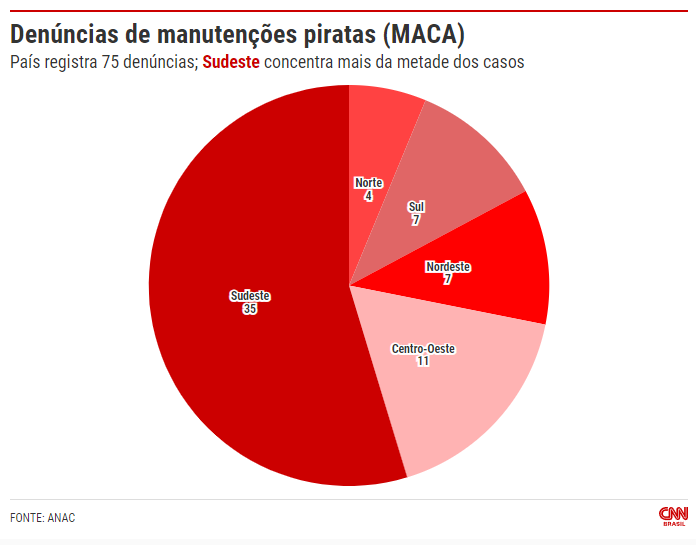 Denúncias de manutenções piratas (MACA)
País registra 75 denúncias; Sudeste concentra mais da metade dos casos
Norte
4
Sul
7
Nordeste
7
Sudeste
35
Centro-Oeste
11
FONTE: ANAC
CNN
BRASIL